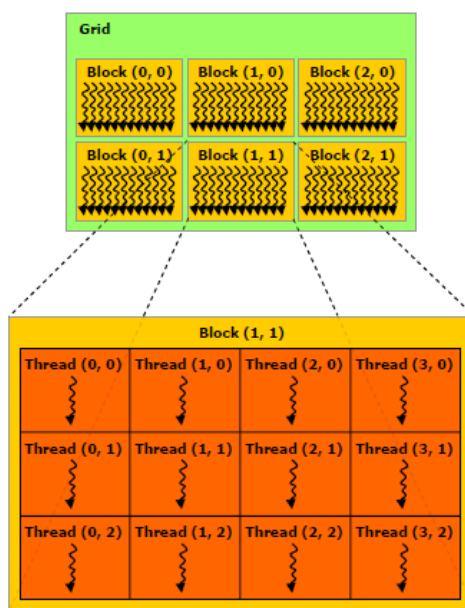 Grid
Block (0, 0) Block (1, 0) Block (2, 0)
Block (0, 1) Block (1, 1) Block (2, 1)
Block (1, 1)
Thread (0, 0) Thread (1, 0) Thread (2, 0) Thread (3, 0)
Thread (0, 1) Thread (1, 1) Thread (2, 1) Thread (3, 1)
Thread (0, 2) Thread (1, 2) Thread (2, 2) Thread (3, 2)